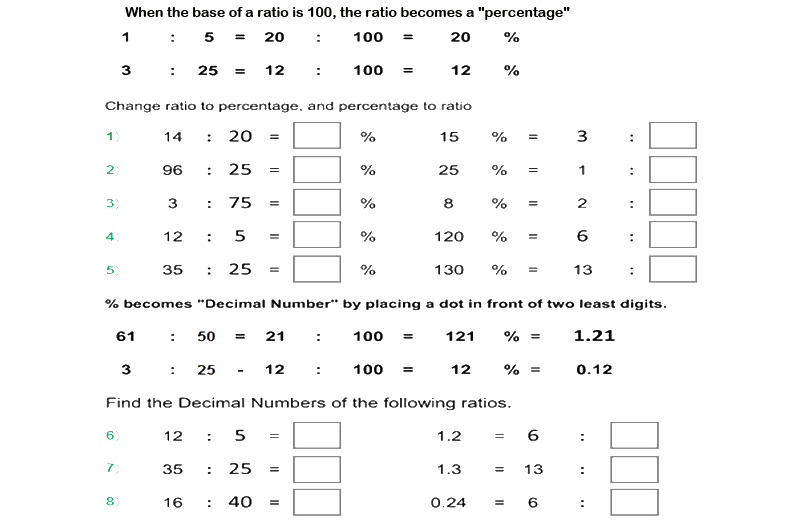 When the base of a ratio is 100, the ratio becomes a "percentage"
1 : 5 = 20 : 100 = 20 %
3 : 25 = 12 : 100 = 12 %
Change ratio to percentage, and percentage to ratio
1) 14 : 20 = % 15 % = 3 :
2) 96 : 25 = % 25 % = 1 :
3) 3 : 75 = % 8 % = 2 :
4) 12 : 5 = % 120 % = 6 :
5) 35 : 25 = % 130 % = 13 :
% becomes "Decimal Number" by placing a dot in front of two least digits.
61 : 50 = 21 : 100 = 121 % = 1.21
3 : 25 - 12 : 100 = 12 % = 0.12
Find the Decimal Numbers of the following ratios.
6) 12 : 5 = 1.2 = 6 :
7) 35 : 25 = 1.3 = 13 :
8) 16 : 40 = 0.24 = 6 :